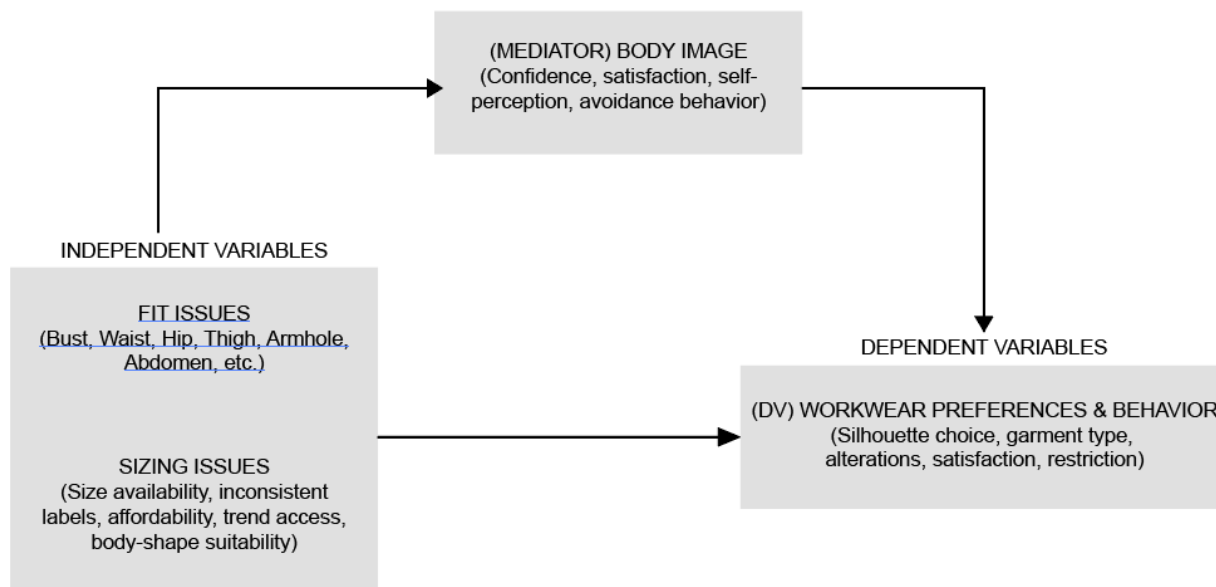 (MEDIATOR) BODY IMAGE
(Confidence, satisfaction, self-
perception, avoidance behavior)
INDEPENDENT VARIABLES
FIT ISSUES
(Bust, Waist, Hip, Thigh, Armhole,
Abdomen, etc.)
SIZING ISSUES
(Size availability, inconsistent
labels, affordability, trend access,
body-shape suitability)
DEPENDENT VARIABLES
(DV) WORKWEAR PREFERENCES & BEHAVIOR
(Silhouette choice, garment type,
alterations, satisfaction, restriction)